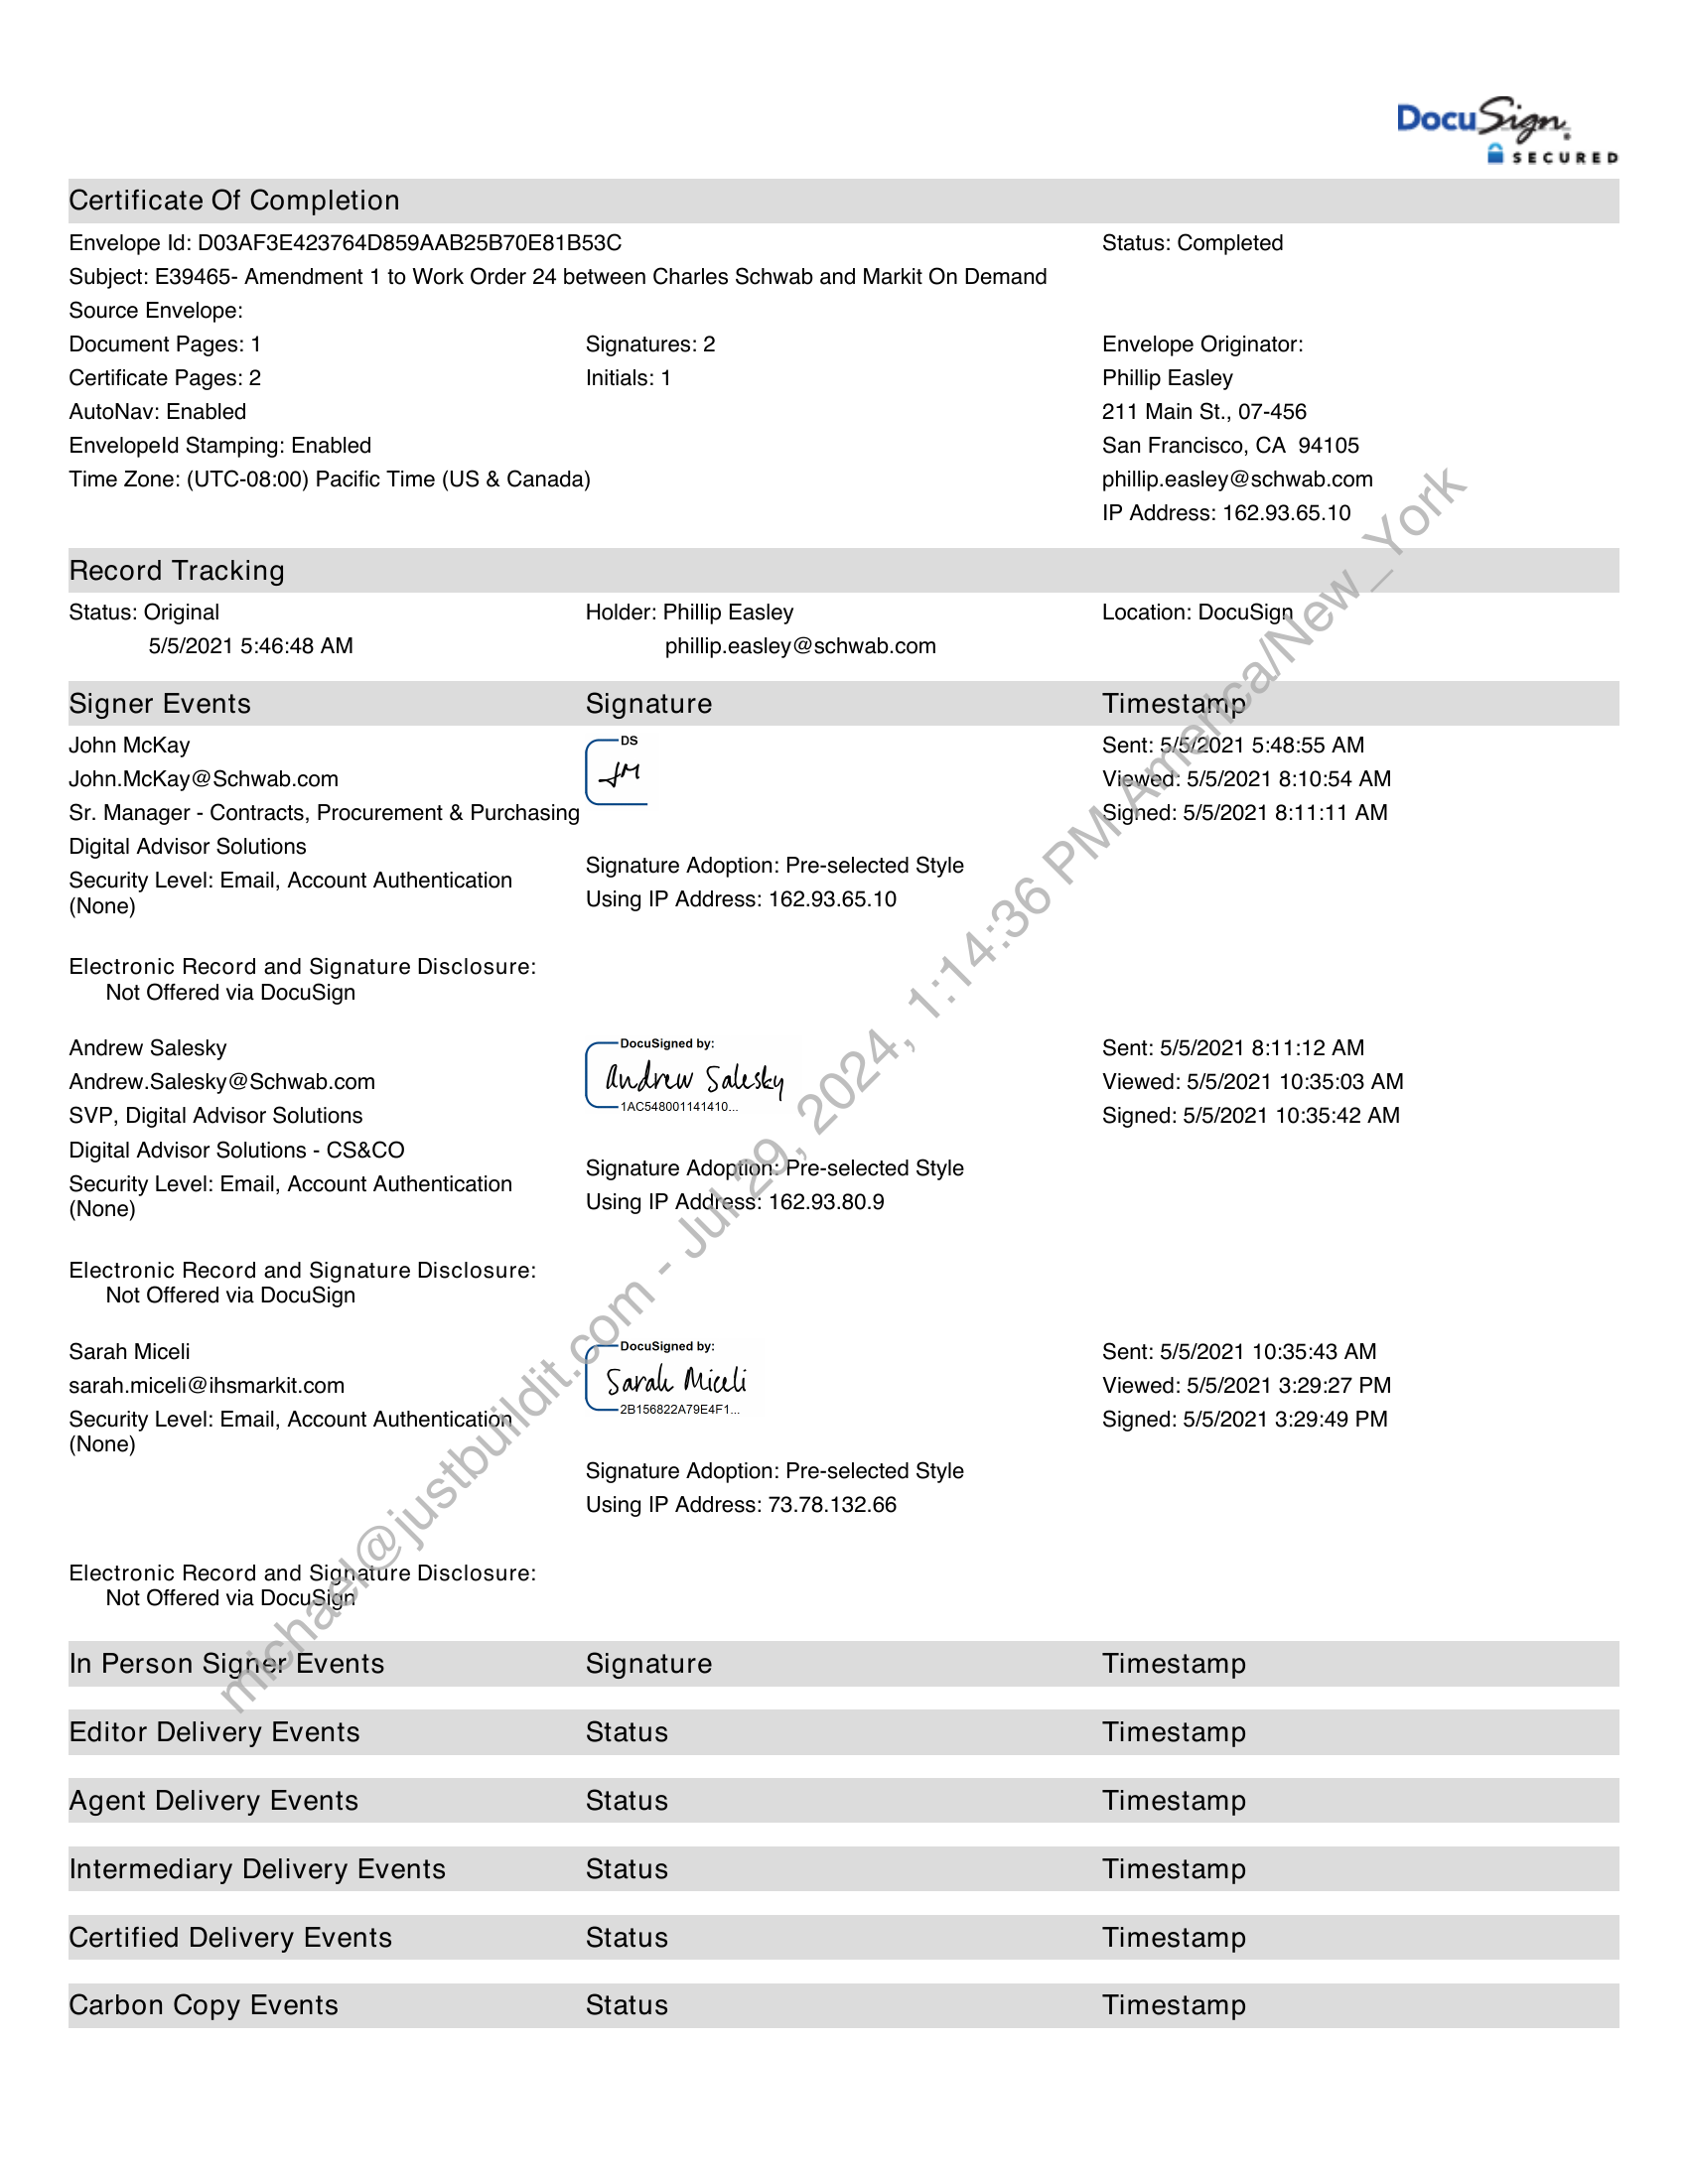 DocuSign
SECURED
Certificate Of Completion
Envelope Id: D03AF3E423764D859AAB25B70E81B53C Status: Completed
Subject: E39465- Amendment 1 to Work Order 24 between Charles Schwab and Markit On Demand
Source Envelope:
Document Pages: 1 Signatures: 2 Envelope Originator:
Certificate Pages: 2 Initials: 1 Phillip Easley
AutoNav: Enabled 211 Main St., 07-456
EnvelopeId Stamping: Enabled San Francisco, CA 94105
Time Zone: (UTC-08:00) Pacific Time (US & Canada) phillip.easley@schwab.com
IP Address: 162.93.65.10
Record Tracking
Status: Original Holder: Phillip Easley Location: DocuSign
5/5/2021 5:46:48 AM phillip.easley@schwab.com
Signer Events Signature Timestamp
John McKay DS Sent: 5/5/2021 5:48:55 AM
John.McKay@Schwab.com JM Viewed: 5/5/2021 8:10:54 AM
Sr. Manager - Contracts, Procurement & Purchasing Signed: 5/5/2021 8:11:11 AM
Digital Advisor Solutions
Signature Adoption: Pre-selected Style
Security Level: Email, Account Authentication
(None) Using IP Address: 162.93.65.10
Electronic Record and Signature Disclosure:
Not Offered via DocuSign
Andrew Salesky DocuSigned by: Sent: 5/5/2021 8:11:12 AM
Andrew.Salesky@Schwab.com Andrew Salesky Viewed: 5/5/2021 10:35:03 AM
SVP, Digital Advisor Solutions 1AC548001141410... Signed: 5/5/2021 10:35:42 AM
Digital Advisor Solutions - CS&CO
Signature Adoption: Pre-selected Style
Security Level: Email, Account Authentication
(None) Using IP Address: 162.93.80.9
Electronic Record and Signature Disclosure:
Not Offered via DocuSign
Sarah Miceli DocuSigned by: Sent: 5/5/2021 10:35:43 AM
sarah.miceli@ihsmarkit.com Sarah Miceli Viewed: 5/5/2021 3:29:27 PM
Security Level: Email, Account Authentication 2B156822A79E4F1... Signed: 5/5/2021 3:29:49 PM
(None)
Signature Adoption: Pre-selected Style
Using IP Address: 73.78.132.66
Electronic Record and Signature Disclosure:
Not Offered via DocuSign
In Person Signer Events Signature Timestamp
Editor Delivery Events Status Timestamp
Agent Delivery Events Status Timestamp
Intermediary Delivery Events Status Timestamp
Certified Delivery Events Status Timestamp
Carbon Copy Events Status Timestamp
michael@justbuildit.com - Jul 29, 2024, 1:14:36 PM America/New_York